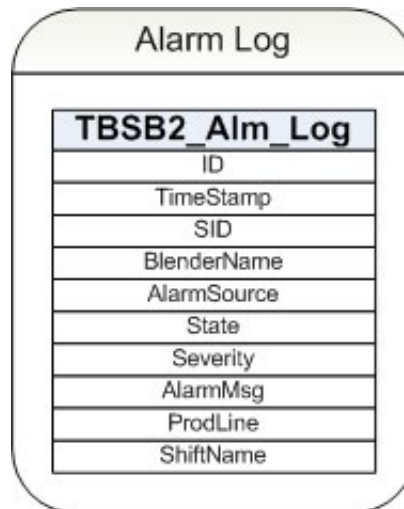 Alarm Log
TBSB2_Alm_Log
ID
TimeStamp
SID
BlenderName
AlarmSource
State
Severity
AlarmMsg
ProdLine
ShiftName